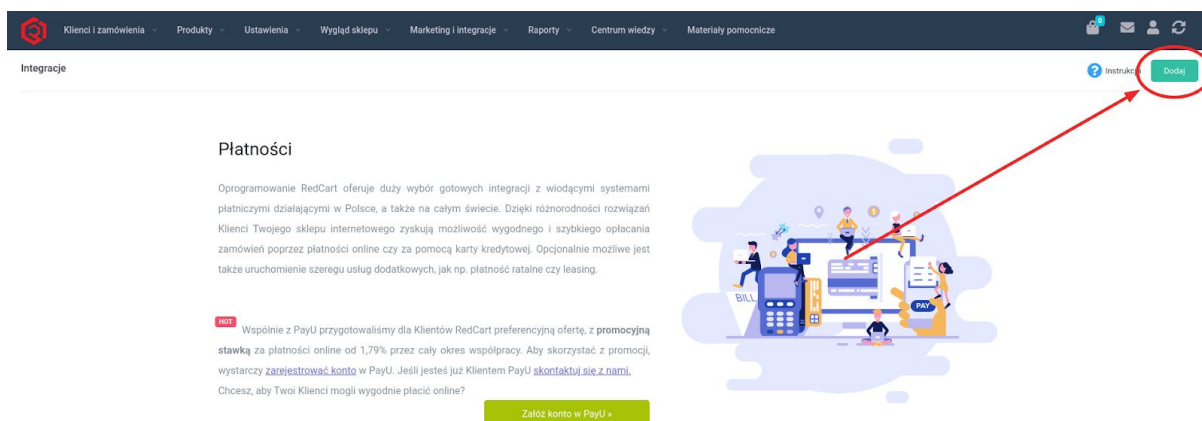 Klienci i zamówienia Produkty Ustawienia Wygląd sklepu Marketing i integracje Raporty Centrum wiedzy Materiały pomocnicze 0
Integracje ? Instrukcja Dodaj
Płatności
Oprogramowanie RedCart oferuje duży wybór gotowych integracji z wiodącymi systemami
płatniczymi działającymi w Polsce, a także na całym świecie. Dzięki różnorodności rozwiązań
Klienci Twojego sklepu internetowego zyskują możliwość wygodnego i szybkiego opłacania
zamówień poprzez płatności online czy za pomocą karty kredytowej. Opcjonalnie możliwe jest
także uruchomienie szeregu usług dodatkowych, jak np. płatność ratalne czy leasing.
BILL
PAY
HOT Wspólnie z PayU przygotowaliśmy dla Klientów RedCart preferencyjną ofertę, z promocyjną
stawką za płatności online od 1,79% przez cały okres współpracy. Aby skorzystać z promocji,
wystarczy zarejestrować konto w PayU. Jeśli jesteś już Klientem PayU skontaktuj się z nami.
Chcesz, aby Twoi Klienci mogli wygodnie płacić online?
Załóż konto w PayU »